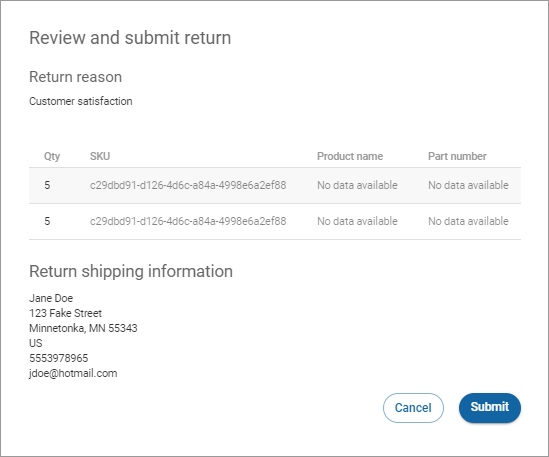 Review and submit return
Return reason
Customer satisfaction
Qty SKU Product name Part number
5 c29dbd91-d126-4d6c-a84a-4998e6a2ef88 No data available No data available
5 c29dbd91-d126-4d6c-a84a-4998e6a2ef88 No data available No data available
Return shipping information
Jane Doe
123 Fake Street
Minnetonka, MN 55343
US
5553978965
jdoe@hotmail.com
Cancel Submit